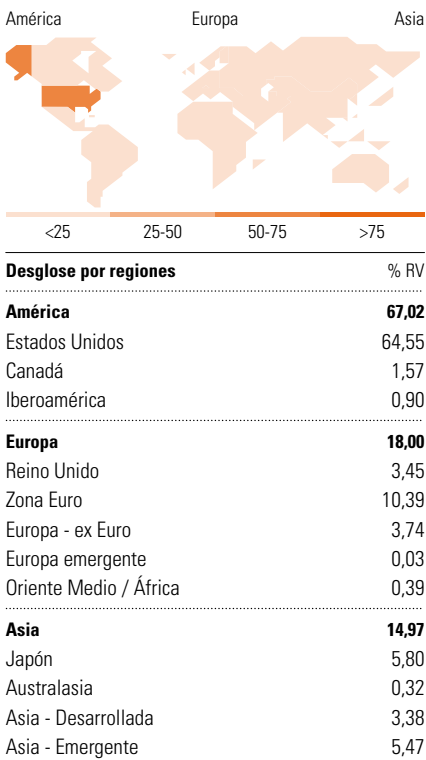 América Europa Asia
<25 25-50 50-75 >75
Desglose por regiones % RV
América 67,02
Estados Unidos 64,55
Canadá 1,57
Iberoamérica 0,90
Europa 18,00
Reino Unido 3,45
Zona Euro 10,39
Europa - ex Euro 3,74
Europa emergente 0,03
Oriente Medio / África 0,39
Asia 14,97
Japón 5,80
Australasia 0,32
Asia - Desarrollada 3,38
Asia - Emergente 5,47